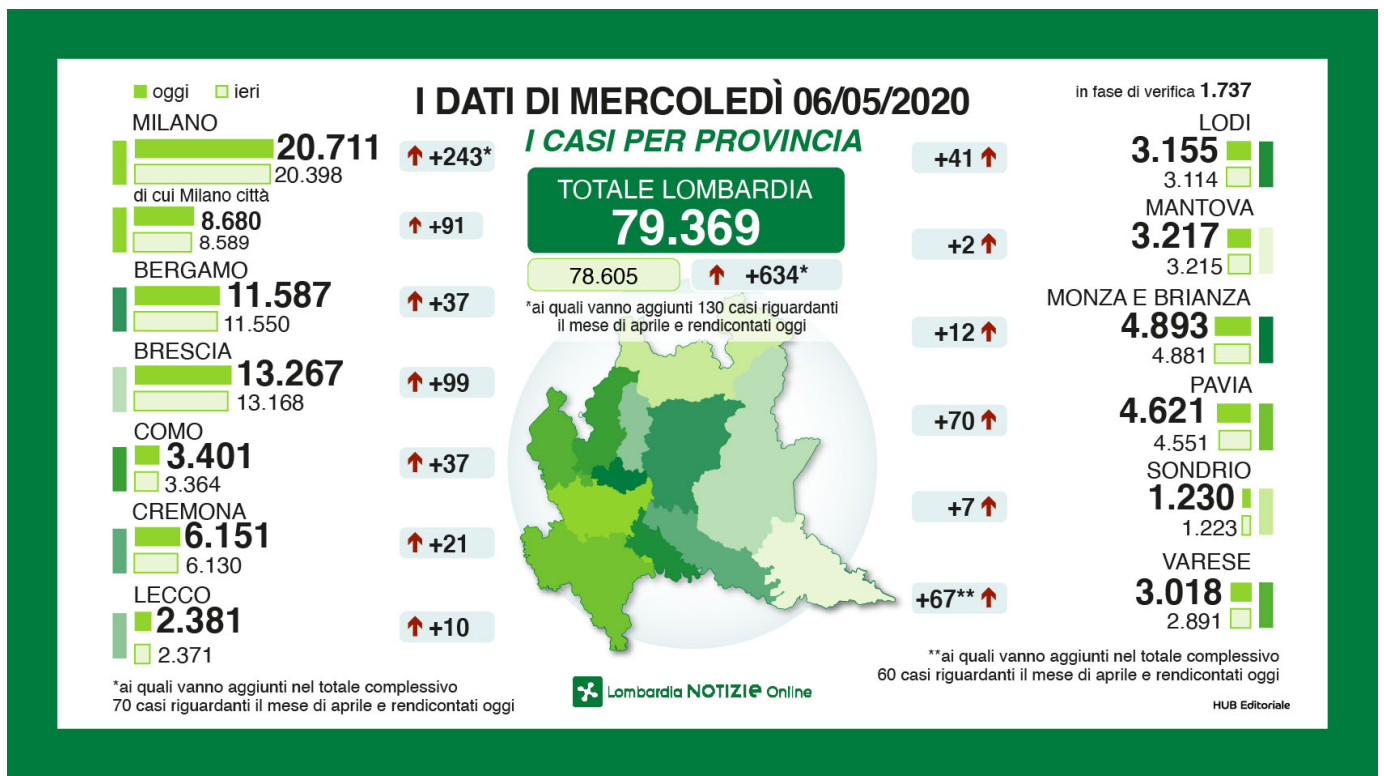 oggi ieri
I DATI DI MERCOLEDÌ 06/05/2020
I CASI PER PROVINCIA
TOTALE LOMBARDIA
79.369
78.605 +634*
*ai quali vanno aggiunti 130 casi riguardanti
il mese di aprile e rendicontati oggi
MILANO
20.711 +243*
20.398
di cui Milano città
8.680 +91
8.589
BERGAMO
11.587 +37
11.550
BRESCIA
13.267 +99
13.168
COMO
3.401 +37
3.364
CREMONA
6.151 +21
6.130
LECCO
2.381 +10
2.371
*ai quali vanno aggiunti nel totale complessivo
70 casi riguardanti il mese di aprile e rendicontati oggi
in fase di verifica 1.737
LODI
+41 3.155
3.114
MANTOVA
+2 3.217
3.215
MONZA E BRIANZA
+12 4.893
4.881
PAVIA
+70 4.621
4.551
SONDRIO
+7 1.230
1.223
VARESE
+67** 3.018
2.891
**ai quali vanno aggiunti nel totale complessivo
60 casi riguardanti il mese di aprile e rendicontati oggi
Lombardia NOTIZIE Online
HUB Editoriale